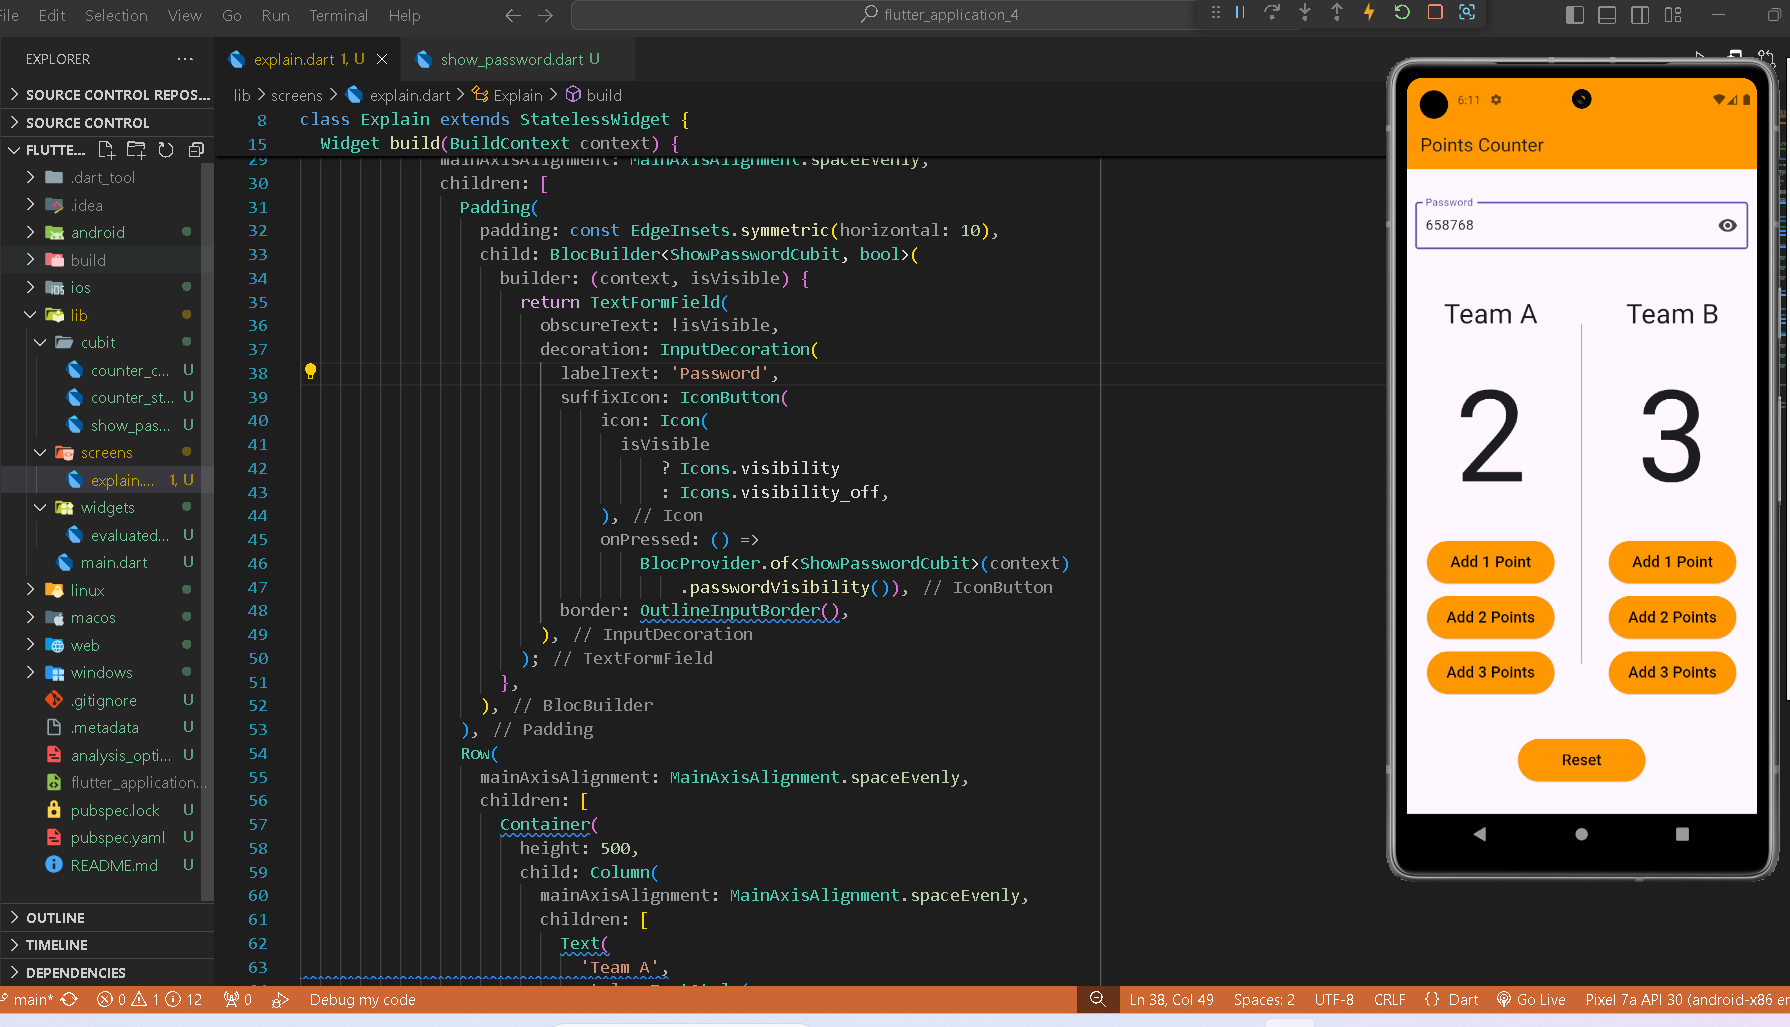 File Edit Selection View Go Run Terminal Help
flutter_application_4
EXPLORER
SOURCE CONTROL REPOS...
SOURCE CONTROL
FLUTTE...
.dart_tool
.idea
android
build
ios
lib
cubit
counter_c... U
counter_st... U
show_pas... U
screens
explain.... 1, U
widgets
evaluated... U
main.dart U
linux
macos
web
windows
.gitignore U
.metadata U
analysis_opti... U
flutter_application...
pubspec.lock U
pubspec.yaml U
README.md U
OUTLINE
TIMELINE
DEPENDENCIES
explain.dart 1, U
show_password.dart U
lib > screens > explain.dart > Explain > build
8 class Explain extends StatelessWidget {
15 Widget build(BuildContext context) {
29 mainAxisAlignment: MainAxisAlignment.spaceEvenly,
30 children: [
31 Padding(
32 padding: const EdgeInsets.symmetric(horizontal: 10),
33 child: BlocBuilder<ShowPasswordCubit, bool>(
34 builder: (context, isVisible) {
35 return TextFormField(
36 obscureText: !isVisible,
37 decoration: InputDecoration(
38 labelText: 'Password',
39 suffixIcon: IconButton(
40 icon: Icon(
41 isVisible
42 ? Icons.visibility
43 : Icons.visibility_off,
44 ), // Icon
45 onPressed: () =>
46 BlocProvider.of<ShowPasswordCubit>(context)
47 .passwordVisibility()), // IconButton
48 border: OutlineInputBorder(),
49 ), // InputDecoration
50 ); // TextFormField
51 },
52 ), // BlocBuilder
53 ), // Padding
54 Row(
55 mainAxisAlignment: MainAxisAlignment.spaceEvenly,
56 children: [
57 Container(
58 height: 500,
59 child: Column(
60 mainAxisAlignment: MainAxisAlignment.spaceEvenly,
61 children: [
62 Text(
63 'Team A',
6:11
Points Counter
Password
658768
Team A Team B
2 3
Add 1 Point Add 1 Point
Add 2 Points Add 2 Points
Add 3 Points Add 3 Points
Reset
main* 0 1 12 0 Debug my code Ln 38, Col 49 Spaces: 2 UTF-8 CRLF {} Dart Go Live Pixel 7a API 30 (android-x86 em